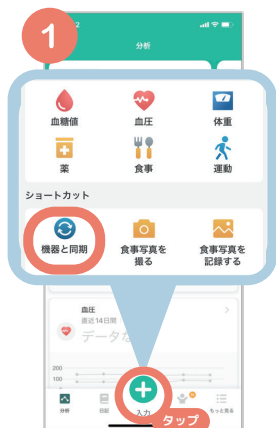 1
2
分析
血糖値
血圧
体重
薬
食事
運動
ショートカット
機器と同期
食事写真を
撮る
食事写真を
記録する
血圧
直近14日間
データな
200
100
分析
日記
入力
もっと見る
タップ